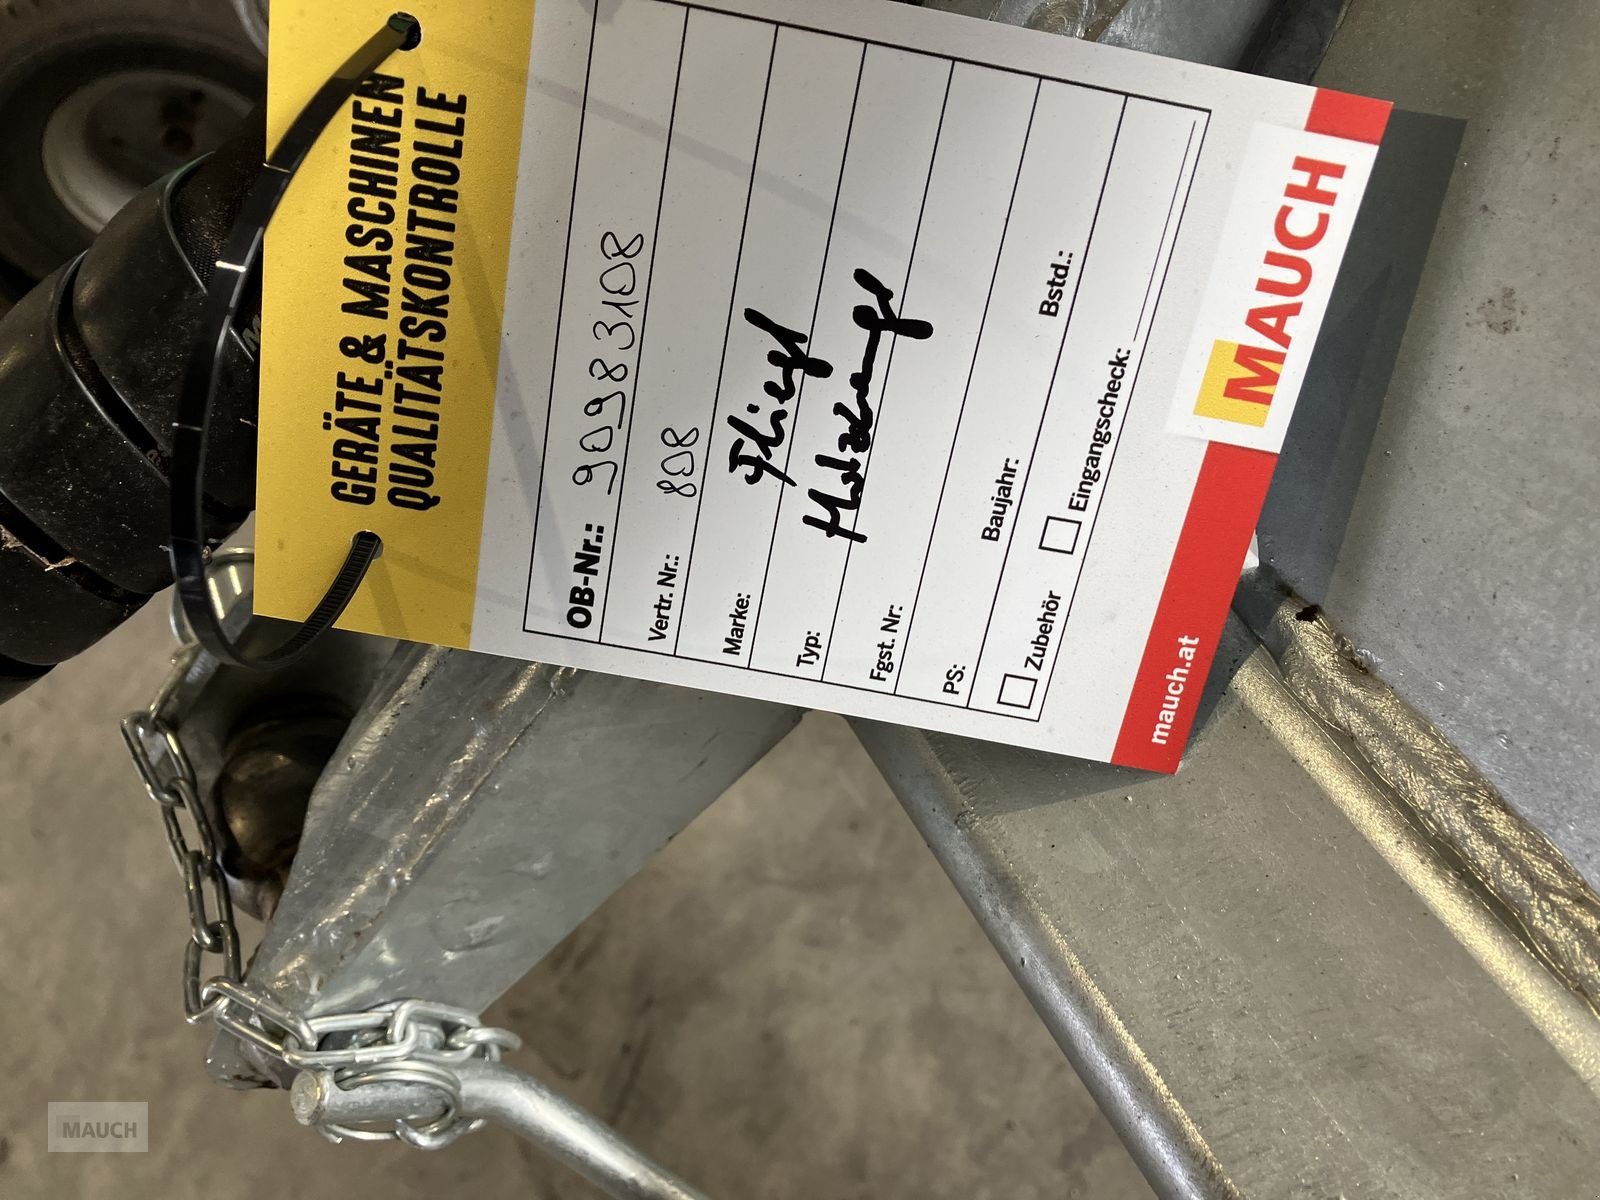 GERÄTE & MASCHINEN
QUALITÄTSKONTROLLE
OB-Nr.: 90983108
Vertr. Nr.: 808
Marke: Fliegl
Typ: Holzzange
Fgst. Nr:
PS: Baujahr: Bstd.:
Zubehör Eingangscheck:
mauch.at MAUCH
MAUCH